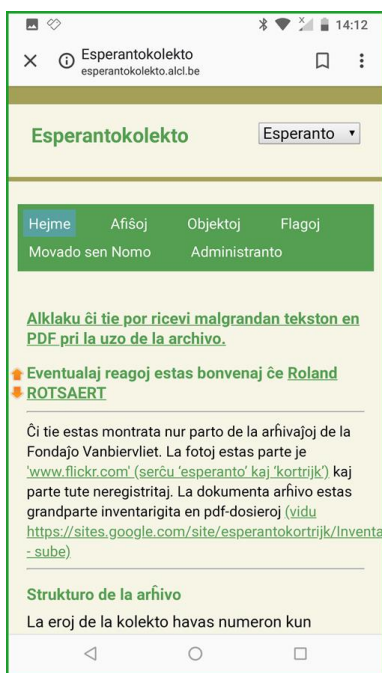 14:12
Esperantokolekto
esperantokolekto.alcl.be
Esperantokolekto
Esperanto
Hejme Afiŝoj Objektoj Flagoj
Movado sen Nomo Administranto
Alklaku ĉi tie por ricevi malgrandan tekston en
PDF pri la uzo de la archivo.
Eventualaj reagoj estas bonvenaj ĉe Roland
ROTSAERT
Ĉi tie estas montrata nur parto de la arĥivaĵoj de la
Fondaĵo Vanbiervliet. La fotoj estas parte je
'www.flickr.com' (serĉu 'esperanto' kaj 'kortrijk') kaj
parte tute neregistritaj. La dokumenta arĥivo estas
grandparte inventarigita en pdf-dosieroj (vidu
https://sites.google.com/site/esperantokortrijk/Inventa
- sube)
Strukturo de la arĥivo
La eroj de la kolekto havas numeron kun